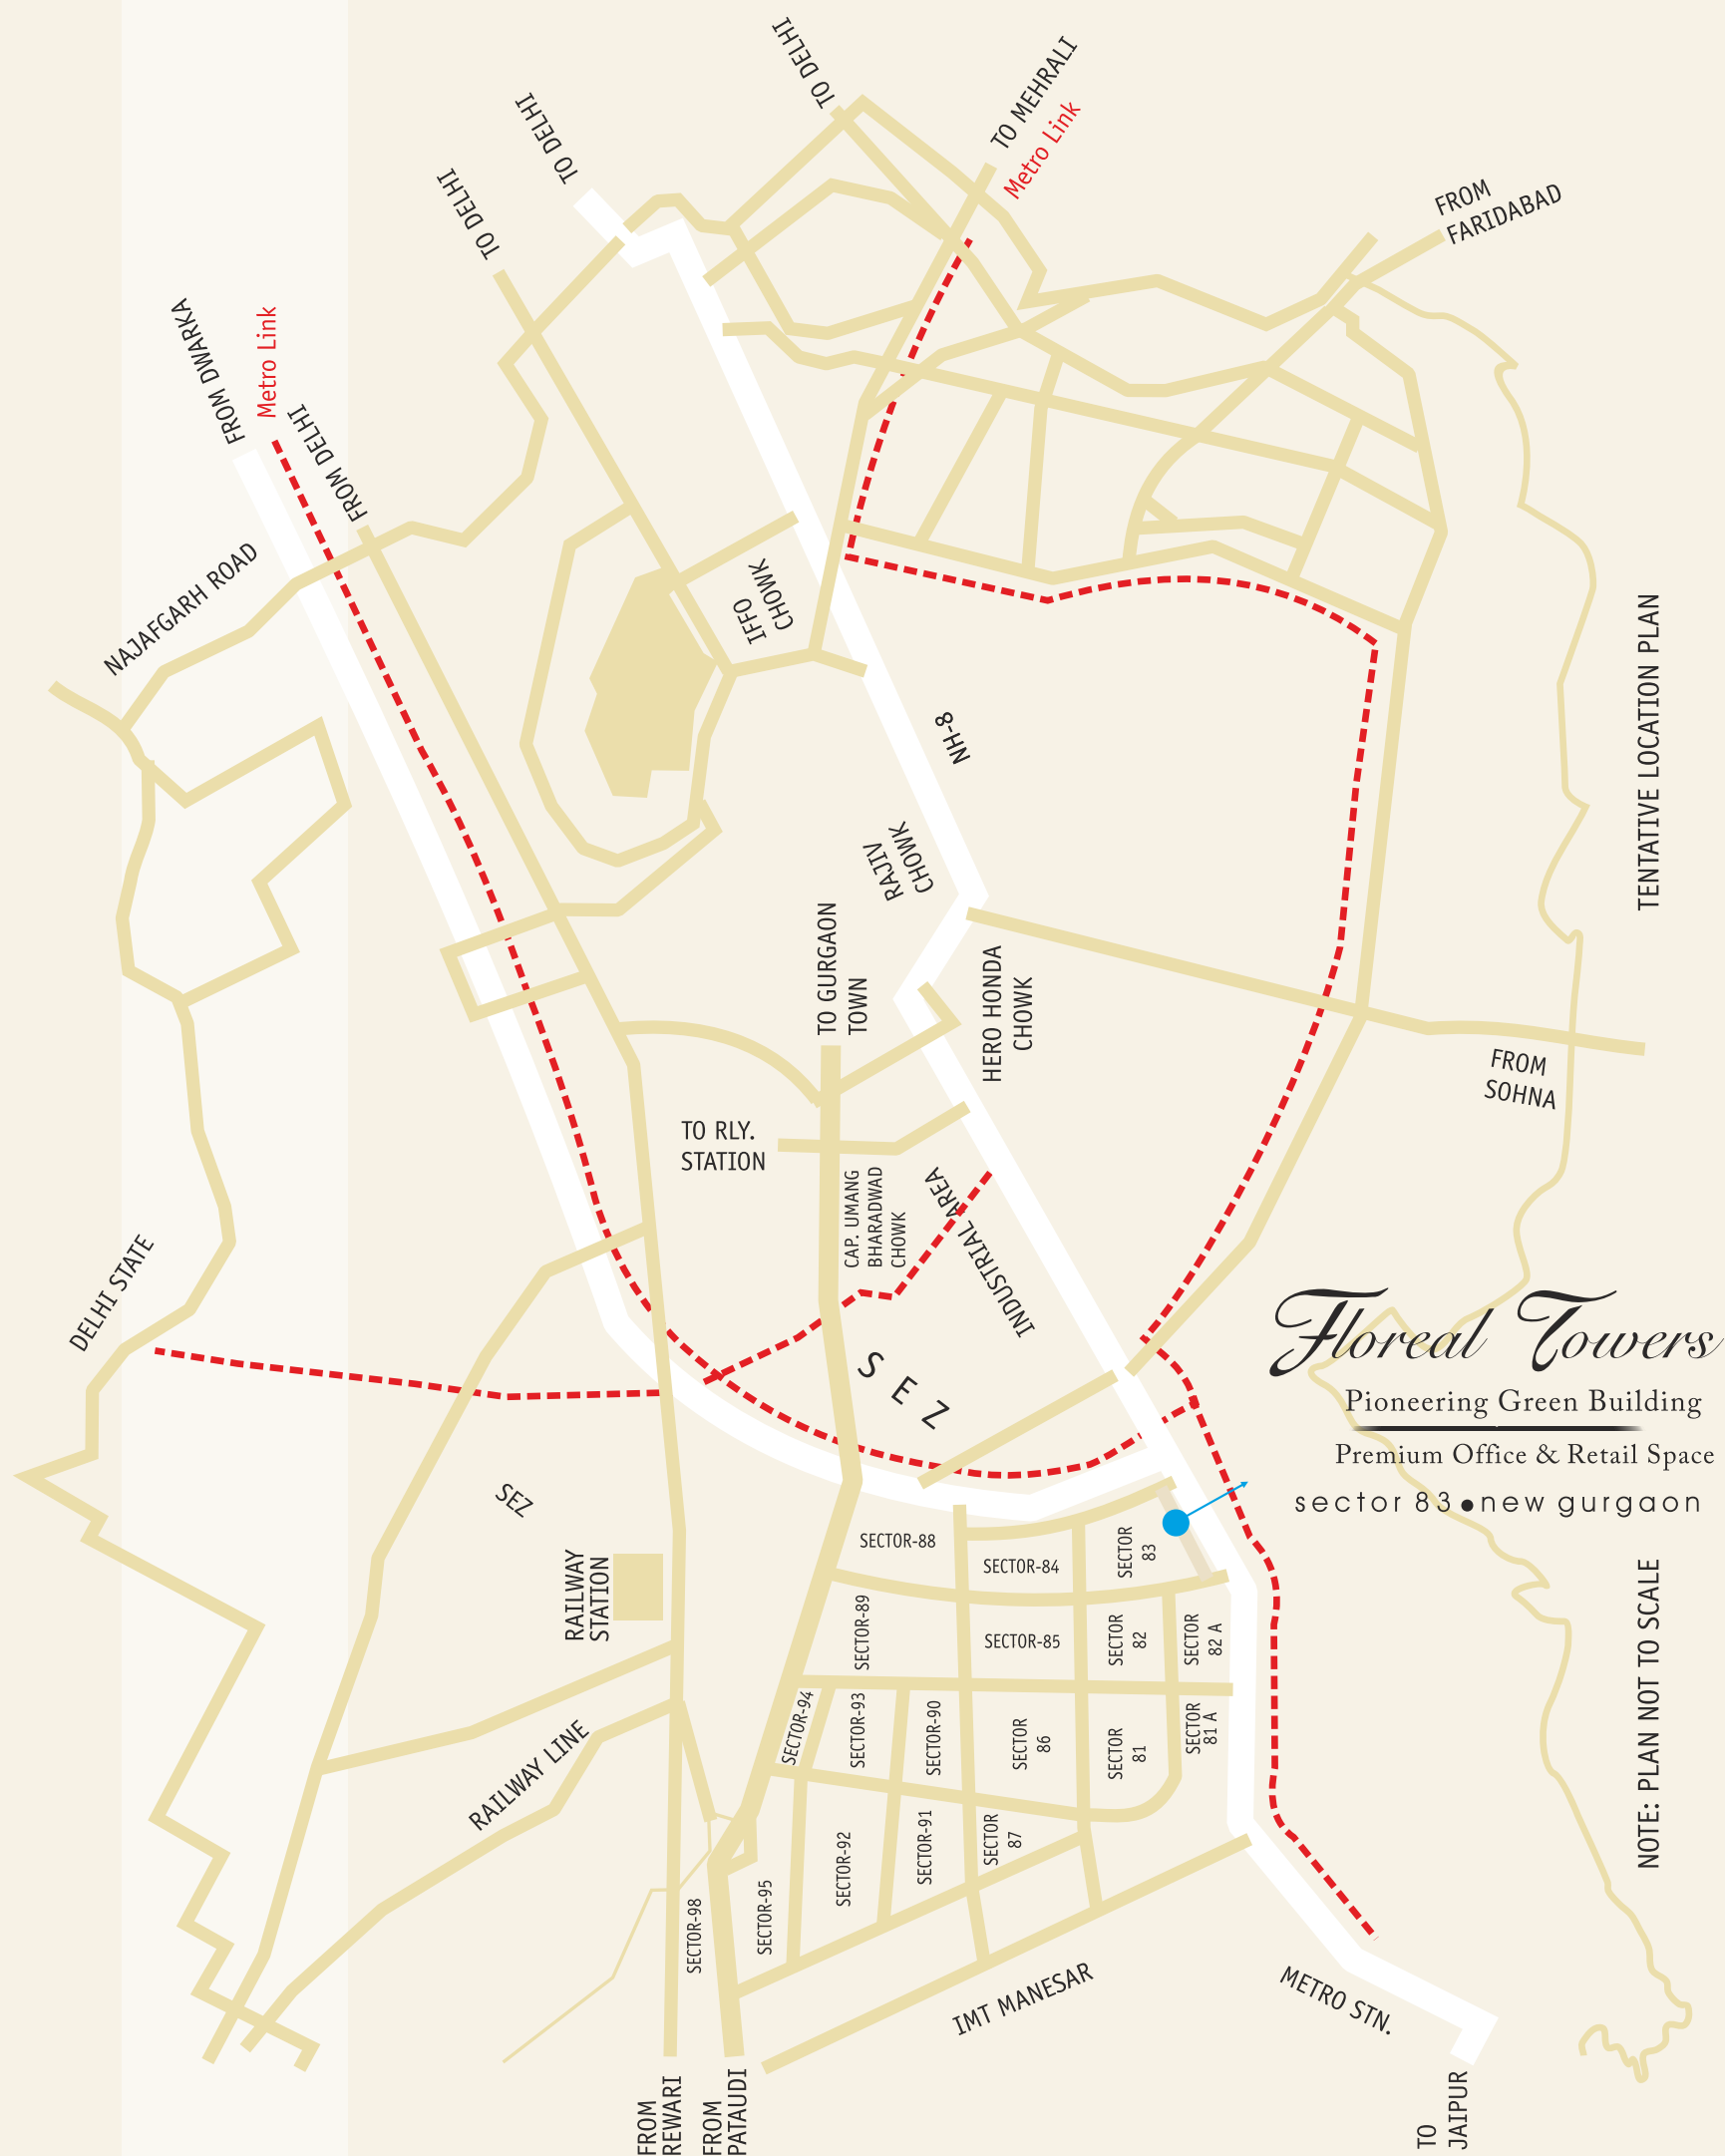 TO DELHI
TO DELHI
TO DELHI
TO MEHRALI
Metro Link
FROM
FARIDABAD
FROM DWARKA
Metro Link
FROM DELHI
NAJAFGARH ROAD
IFFO
CHOWK
NH-8
RAJIV
CHOWK
TENTATIVE LOCATION PLAN
TO GURGAON
TOWN
HERO HONDA
CHOWK
FROM
SOHNA
TO RLY.
STATION
CAP. UMANG
BHARADWAD
CHOWK
INDUSTRIAL AREA
DELHI STATE
SEZ
Floreal Towers
Pioneering Green Building
Premium Office & Retail Space
sector 83 • new gurgaon
SEZ
RAILWAY
STATION
SECTOR-88
SECTOR-84
SECTOR
83
SECTOR-89
SECTOR-85
SECTOR
82
SECTOR
82 A
SECTOR-94
SECTOR-93
SECTOR-90
SECTOR
86
SECTOR
81
SECTOR
81 A
RAILWAY LINE
SECTOR-92
SECTOR-91
SECTOR
87
SECTOR-98
SECTOR-95
NOTE: PLAN NOT TO SCALE
IMT MANESAR
METRO STN.
FROM
REWARI
FROM
PATAUDI
TO
JAIPUR